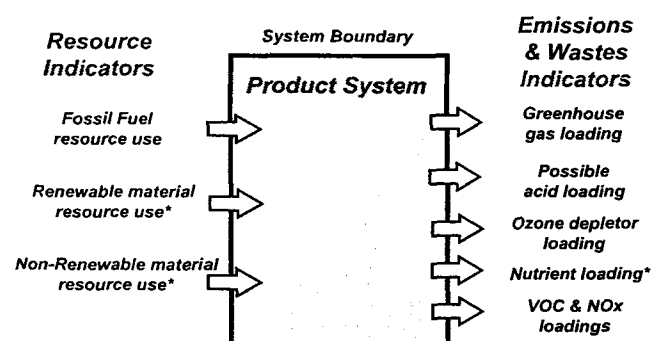 Resource
Indicators
Fossil Fuel
resource use
Renewable material
resource use*
Non-Renewable material
resource use*
System Boundary
Product System
Emissions
& Wastes
Indicators
Greenhouse
gas loading
Possible
acid loading
Ozone depletor
loading
Nutrient loading*
VOC & NOx
loadings